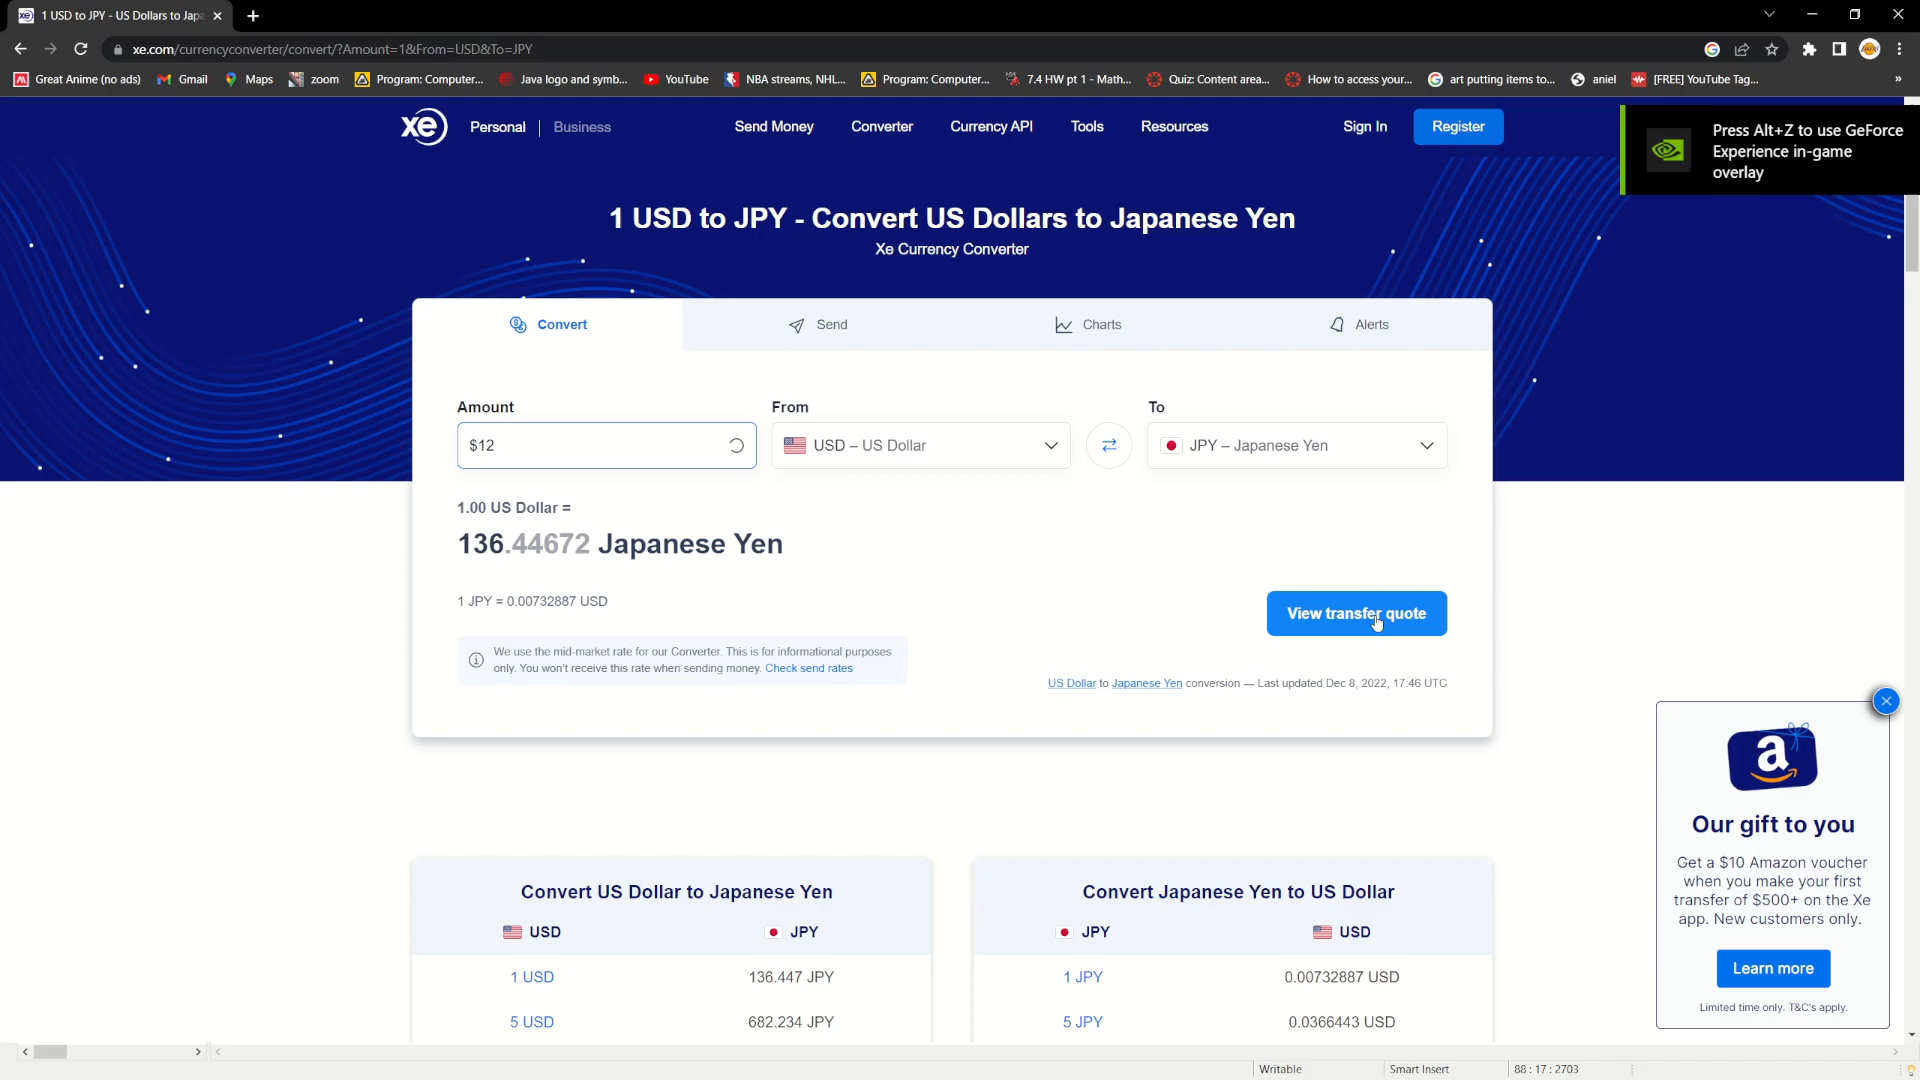 1 USD to JPY - US Dollars to Japa
xe.com/currencyconverter/convert/?Amount=1&From=USD&To=JPY
Great Anime (no ads) Gmail Maps zoom Program: Computer... Java logo and symb... YouTube NBA streams, NHL... Program: Computer... 7.4 HW pt 1 - Math... Quiz: Content area... How to access your... art putting items to... aniel [FREE] YouTube Tag... »
xe Personal Business Send Money Converter Currency API Tools Resources Sign In Register
Press Alt+Z to use GeForce
Experience in-game
overlay
1 USD to JPY - Convert US Dollars to Japanese Yen
Xe Currency Converter
Convert Send Charts Alerts
Amount From To
$12 USD – US Dollar JPY – Japanese Yen
1.00 US Dollar =
136.44672 Japanese Yen
1 JPY = 0.00732887 USD
View transfer quote
We use the mid-market rate for our Converter. This is for informational purposes
only. You won't receive this rate when sending money. Check send rates
US Dollar to Japanese Yen conversion — Last updated Dec 8, 2022, 17:46 UTC
a
Our gift to you
Get a $10 Amazon voucher
when you make your first
transfer of $500+ on the Xe
app. New customers only.
Learn more
Limited time only. T&C's apply.
Convert US Dollar to Japanese Yen
USD JPY
1 USD 136.447 JPY
5 USD 682.234 JPY
Convert Japanese Yen to US Dollar
JPY USD
1 JPY 0.00732887 USD
5 JPY 0.0366443 USD
Writable Smart Insert 88 : 17 : 2703